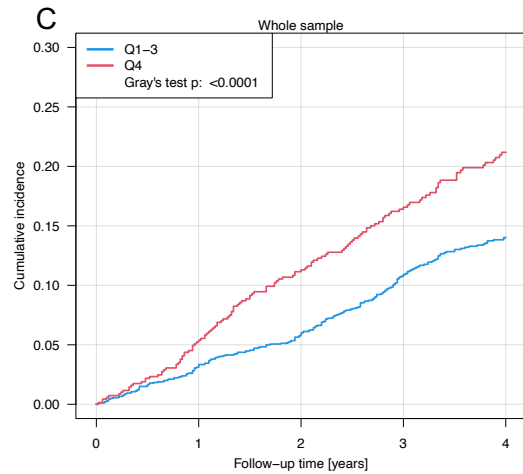 C
Whole sample
Q1−3
Q4
Gray's test p: <0.0001
Cumulative incidence
0.30
0.25
0.20
0.15
0.10
0.05
0.00
0 1 2 3 4
Follow−up time [years]